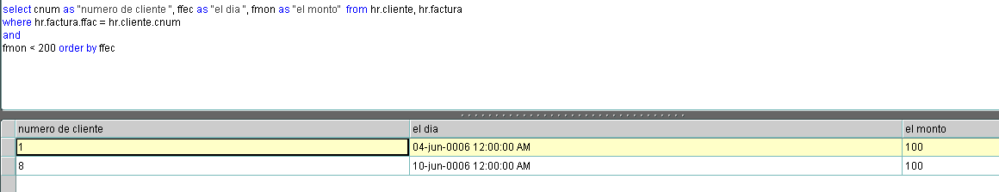 select cnum as "numero de cliente ", ffec as "el dia ", fmon as "el monto"  from hr.cliente, hr.factura
where hr.factura.ffac = hr.cliente.cnum
and
fmon < 200 order by ffec
numero de cliente el dia el monto
1 04-jun-0006 12:00:00 AM 100
8 10-jun-0006 12:00:00 AM 100